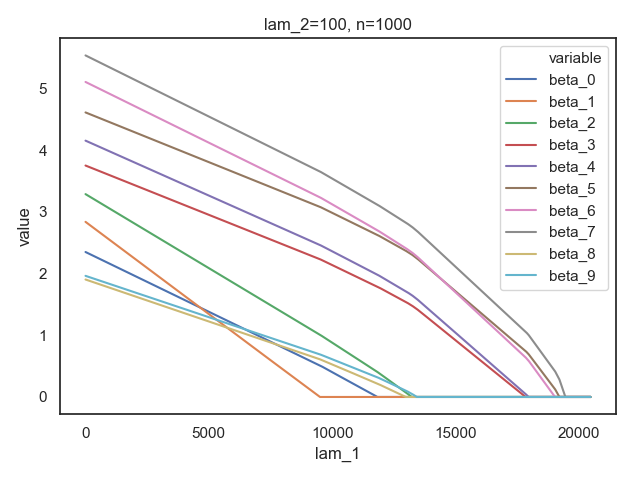 lam_2=100, n=1000
variable
beta_0
beta_1
beta_2
beta_3
beta_4
beta_5
beta_6
beta_7
beta_8
beta_9
value
5
4
3
2
1
0
0 5000 10000 15000 20000
lam_1